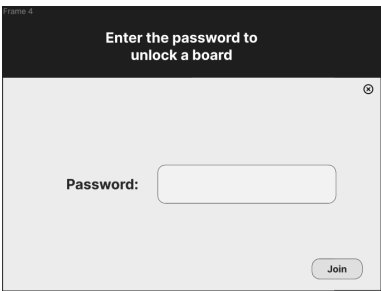 Frame 4
Enter the password to
unlock a board
Password:
Join